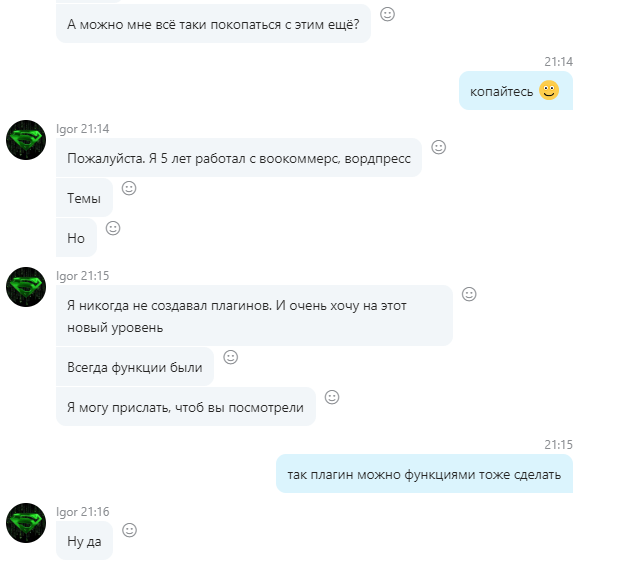 А можно мне всё таки покопаться с этим ещё?
21:14
копайтесь
Igor 21:14
Пожалуйста. Я 5 лет работал с воокоммерс, вордпресс
Темы
Но
Igor 21:15
Я никогда не создавал плагинов. И очень хочу на этот
новый уровень
Всегда функции были
Я могу прислать, чтоб вы посмотрели
21:15
так плагин можно функциями тоже сделать
Igor 21:16
Ну да